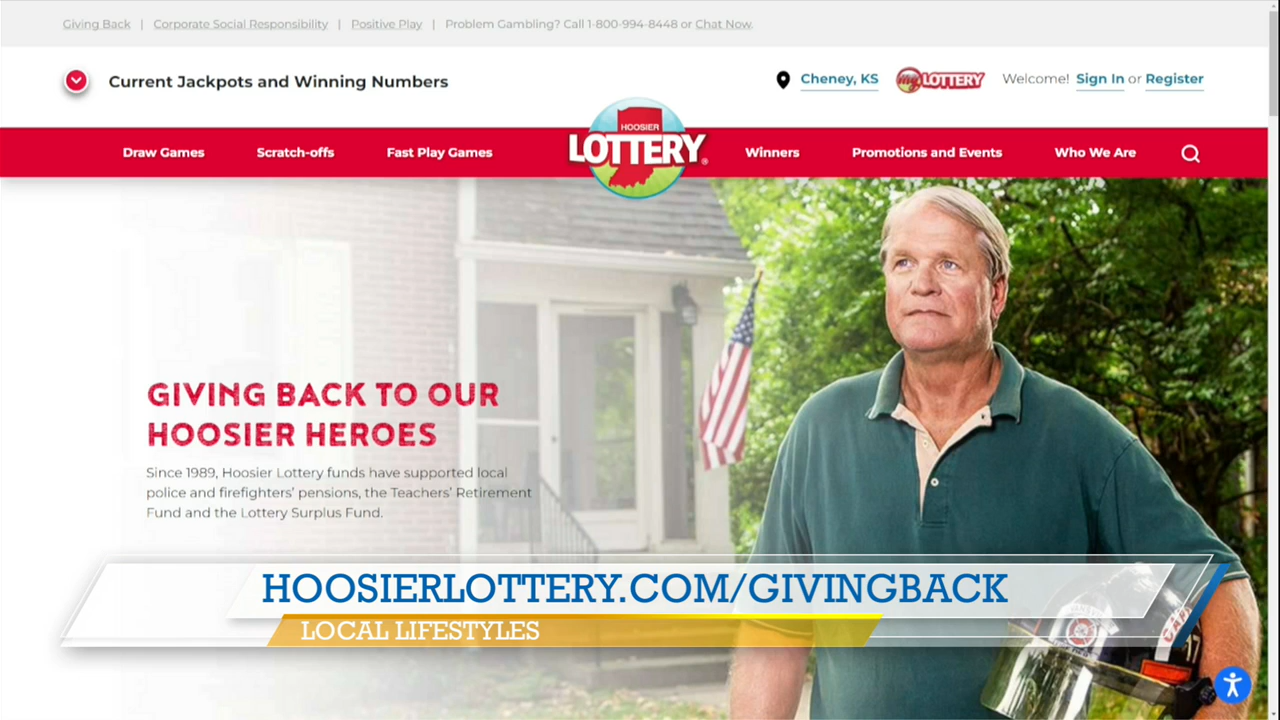 Giving Back | Corporate Social Responsibility | Positive Play | Problem Gambling? Call 1-800-994-8448 or Chat Now.
Current Jackpots and Winning Numbers
Cheney, KS
my LOTTERY
Welcome! Sign In or Register
Draw Games
Scratch-offs
Fast Play Games
HOOSIER
LOTTERY®
Winners
Promotions and Events
Who We Are
GIVING BACK TO OUR
HOOSIER HEROES
Since 1989, Hoosier Lottery funds have supported local
police and firefighters' pensions, the Teachers' Retirement
Fund and the Lottery Surplus Fund.
HOOSIERLOTTERY.COM/GIVINGBACK
LOCAL LIFESTYLES